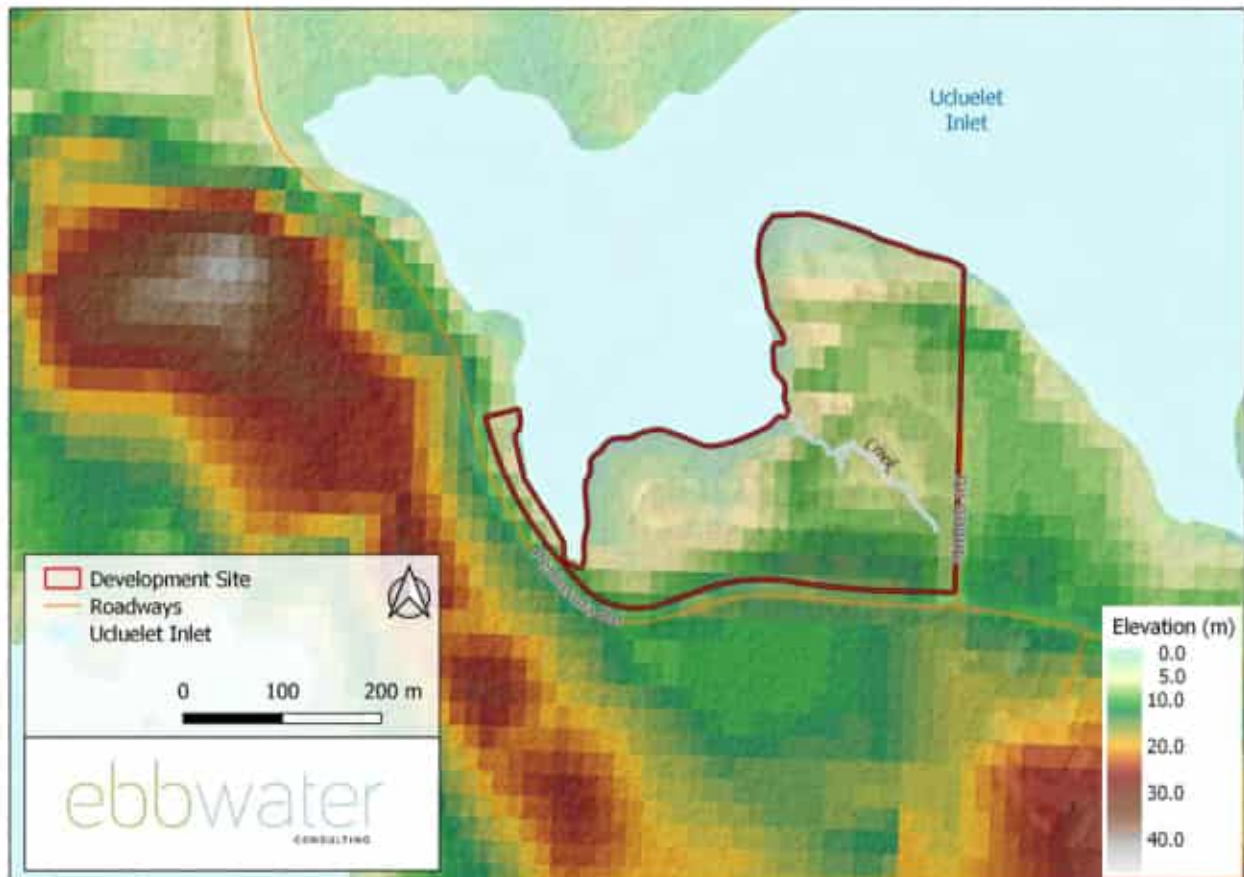 Ucluelet
Inlet
Creek
Development Site
Roadways
Ucluelet Inlet
0 100 200 m
ebbwater
CONSULTING
Elevation (m)
0.0
5.0
10.0
20.0
30.0
40.0